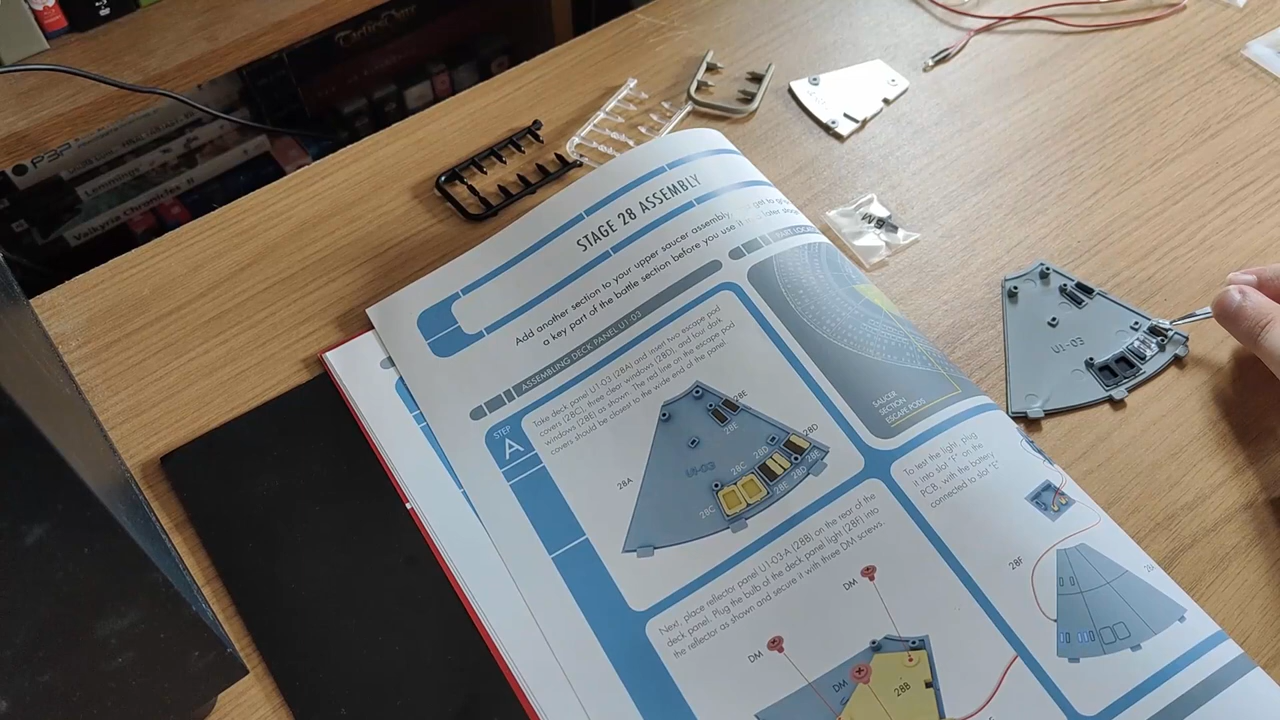 TactiredWare
P3P
Lemmings
Valkyria Chronicles II
STAGE 28 ASSEMBLY
Add another section to your upper saucer assembly,
a key part of the battle section before you use it
ASSEMBLING DECK PANEL U1-03
STEP
A
Take deck panel U1-03 (28A) and insert two escape pod
covers (28C), three clear windows (28D), and four dark
windows (28E) as shown. The red line on the escape pod
covers should be closest to the wide end of the panel.
28A
28E
28E
28D
28D
28C
28E
28D
28E
28C
U1-03
SAUCER
SECTION
ESCAPE PODS
Next, place reflector panel U1-03-A (28B) on the rear of the
deck panel. Plug the bulb of the deck panel light (28F) into
the reflector as shown and secure it with three DM screws.
DM
DM
DM
28B
To test the light, plug
it into slot "F" on the
PCB, with the battery
connected to slot "E"
28F
DM
U1-03